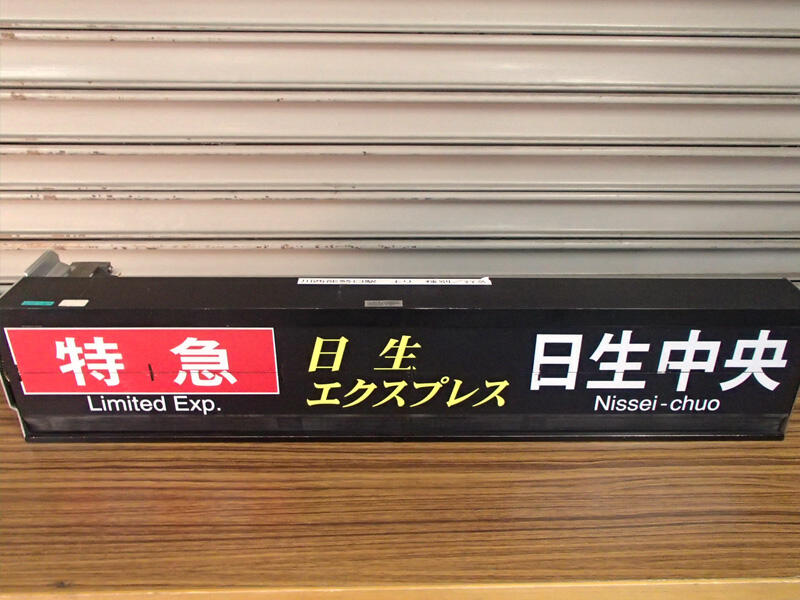 特急
Limited Exp.
日生
エクスプレス
日生中央
Nissei-chuo